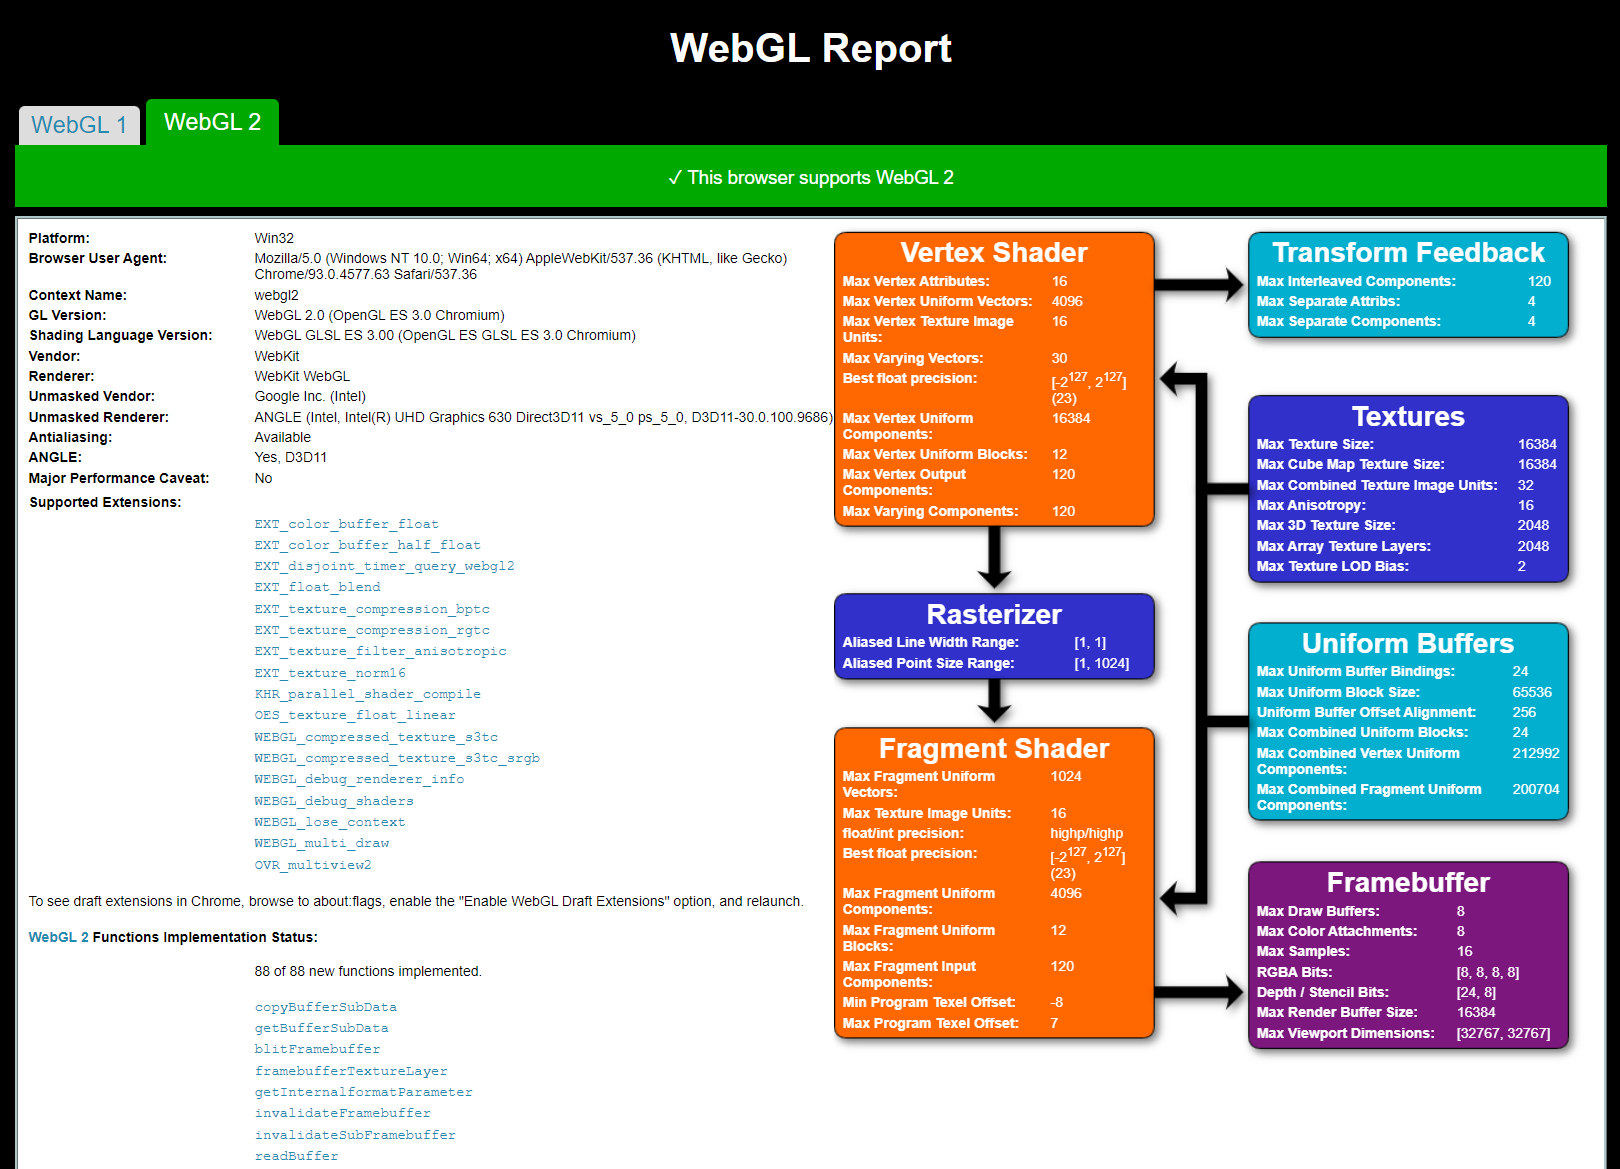 WebGL Report
WebGL 1
WebGL 2
✓ This browser supports WebGL 2
Platform: Win32
Browser User Agent: Mozilla/5.0 (Windows NT 10.0; Win64; x64) AppleWebKit/537.36 (KHTML, like Gecko)
Chrome/93.0.4577.63 Safari/537.36
Context Name: webgl2
GL Version: WebGL 2.0 (OpenGL ES 3.0 Chromium)
Shading Language Version: WebGL GLSL ES 3.00 (OpenGL ES GLSL ES 3.0 Chromium)
Vendor: WebKit
Renderer: WebKit WebGL
Unmasked Vendor: Google Inc. (Intel)
Unmasked Renderer: ANGLE (Intel, Intel(R) UHD Graphics 630 Direct3D11 vs_5_0 ps_5_0, D3D11-30.0.100.9686)
Antialiasing: Available
ANGLE: Yes, D3D11
Major Performance Caveat: No
Supported Extensions:
EXT_color_buffer_float
EXT_color_buffer_half_float
EXT_disjoint_timer_query_webgl2
EXT_float_blend
EXT_texture_compression_bptc
EXT_texture_compression_rgtc
EXT_texture_filter_anisotropic
EXT_texture_norm16
KHR_parallel_shader_compile
OES_texture_float_linear
WEBGL_compressed_texture_s3tc
WEBGL_compressed_texture_s3tc_srgb
WEBGL_debug_renderer_info
WEBGL_debug_shaders
WEBGL_lose_context
WEBGL_multi_draw
OVR_multiview2
To see draft extensions in Chrome, browse to about:flags, enable the "Enable WebGL Draft Extensions" option, and relaunch.
WebGL 2 Functions Implementation Status:
88 of 88 new functions implemented.
copyBufferSubData
getBufferSubData
blitFramebuffer
framebufferTextureLayer
getInternalformatParameter
invalidateFramebuffer
invalidateSubFramebuffer
readBuffer
Vertex Shader
Max Vertex Attributes: 16
Max Vertex Uniform Vectors: 4096
Max Vertex Texture Image 16
Units:
Max Varying Vectors: 30
Best float precision: [-2^127, 2^127]
(23)
Max Vertex Uniform 16384
Components:
Max Vertex Uniform Blocks: 12
Max Vertex Output 120
Components:
Max Varying Components: 120
Rasterizer
Aliased Line Width Range: [1, 1]
Aliased Point Size Range: [1, 1024]
Fragment Shader
Max Fragment Uniform 1024
Vectors:
Max Texture Image Units: 16
float/int precision: highp/highp
Best float precision: [-2^127, 2^127]
(23)
Max Fragment Uniform 4096
Components:
Max Fragment Uniform 12
Blocks:
Max Fragment Input 120
Components:
Min Program Texel Offset: -8
Max Program Texel Offset: 7
Transform Feedback
Max Interleaved Components: 120
Max Separate Attribs: 4
Max Separate Components: 4
Textures
Max Texture Size: 16384
Max Cube Map Texture Size: 16384
Max Combined Texture Image Units: 32
Max Anisotropy: 16
Max 3D Texture Size: 2048
Max Array Texture Layers: 2048
Max Texture LOD Bias: 2
Uniform Buffers
Max Uniform Buffer Bindings: 24
Max Uniform Block Size: 65536
Uniform Buffer Offset Alignment: 256
Max Combined Uniform Blocks: 24
Max Combined Vertex Uniform 212992
Components:
Max Combined Fragment Uniform 200704
Components:
Framebuffer
Max Draw Buffers: 8
Max Color Attachments: 8
Max Samples: 16
RGBA Bits: [8, 8, 8, 8]
Depth / Stencil Bits: [24, 8]
Max Render Buffer Size: 16384
Max Viewport Dimensions: [32767, 32767]